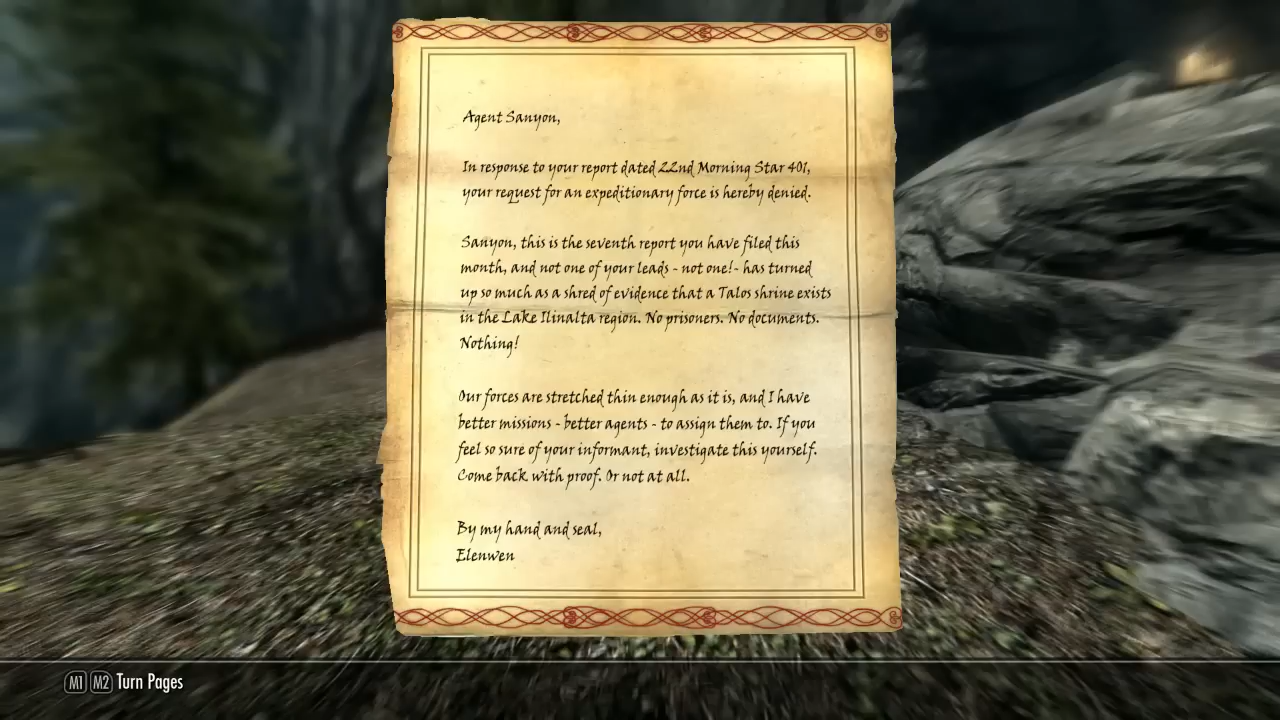 Agent Sanyon,
In response to your report dated 22nd Morning Star 401,
your request for an expeditionary force is hereby denied.
Sanyon, this is the seventh report you have filed this
month, and not one of your leads - not one! - has turned
up so much as a shred of evidence that a Talos shrine exists
in the Lake Ilinalta region. No prisoners. No documents.
Nothing!
Our forces are stretched thin enough as it is, and I have
better missions - better agents - to assign them to. If you
feel so sure of your informant, investigate this yourself.
Come back with proof. Or not at all.
By my hand and seal,
Elenwen
M1 M2 Turn Pages